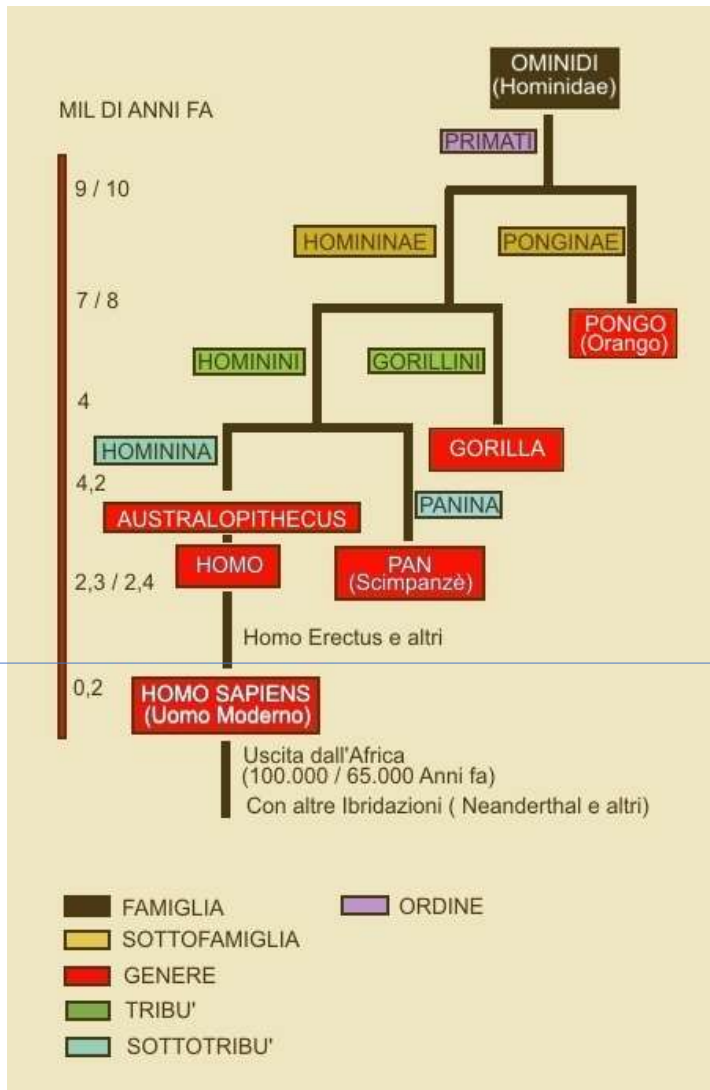 OMINIDI
(Hominidae)
MIL DI ANNI FA
PRIMATI
9 / 10
HOMININAE
PONGINAE
7 / 8
PONGO
(Orango)
HOMININI
GORILLINI
4
HOMININA
GORILLA
4,2
PANINA
AUSTRALOPITHECUS
HOMO
PAN
(Scimpanzè)
2,3 / 2,4
Homo Erectus e altri
0,2
HOMO SAPIENS
(Uomo Moderno)
Uscita dall'Africa
(100.000 / 65.000 Anni fa)
Con altre Ibridazioni ( Neanderthal e altri)
FAMIGLIA
ORDINE
SOTTOFAMIGLIA
GENERE
TRIBU'
SOTTOTRIBU'